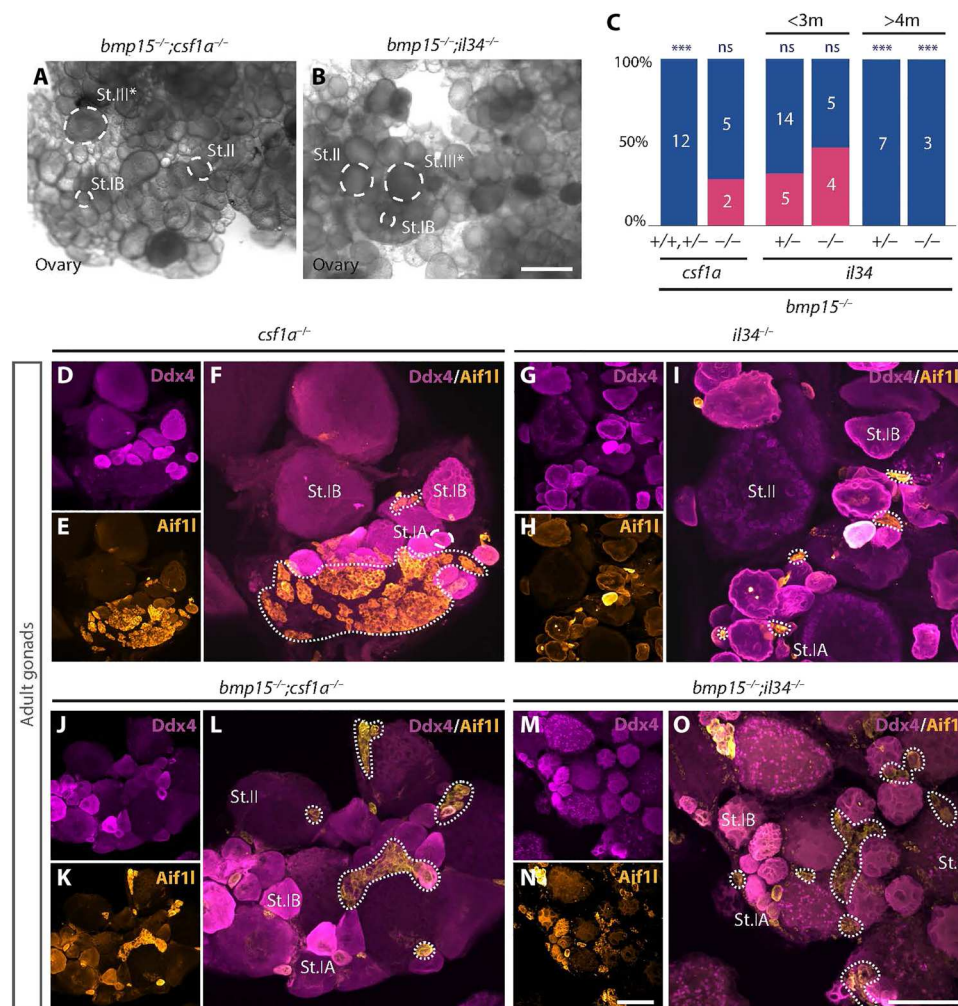 bmp15–/–;csf1a–/–
bmp15–/–;il34–/–
A
St.III*
St.II
St.IB
Ovary
B
St.II
St.III*
St.IB
Ovary
C
<3m
>4m
*** ns ns ns *** ***
100%
50%
0%
12
5
2
14
5
5
4
7
3
+/+,+/– –/– +/– –/– +/– –/–
csf1a
il34
bmp15–/–
Adult gonads
csf1a–/–
il34–/–
D
Ddx4
E
Aif1l
F
Ddx4/Aif1l
St.IB
St.IB
St.IA
G
Ddx4
H
Aif1l
I
Ddx4/Aif1l
St.IB
St.II
St.IA
bmp15–/–;csf1a–/–
bmp15–/–;il34–/–
J
Ddx4
K
Aif1l
L
Ddx4/Aif1l
St.II
St.IB
St.IA
M
Ddx4
N
Aif1l
O
Ddx4/Aif1
St.IB
St.
St.IA